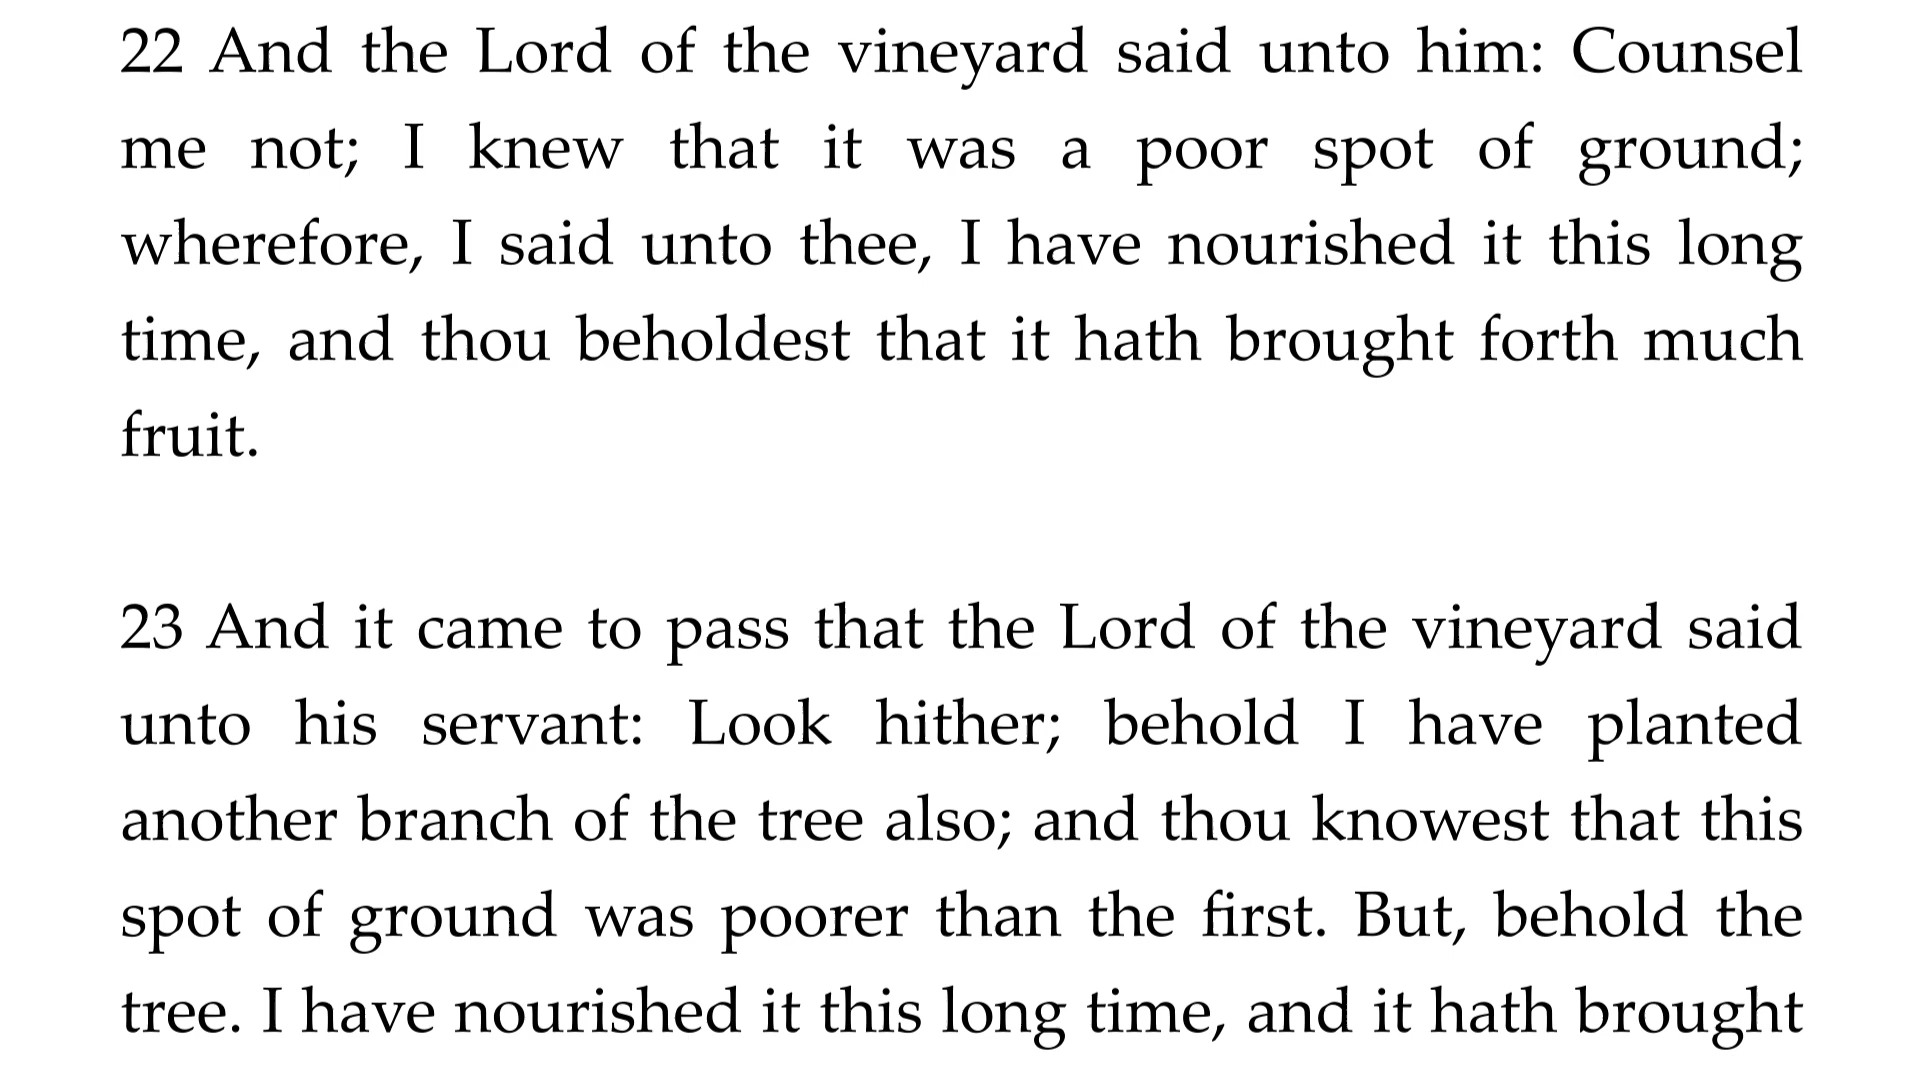 22 And the Lord of the vineyard said unto him: Counsel
me not; I knew that it was a poor spot of ground;
wherefore, I said unto thee, I have nourished it this long
time, and thou beholdest that it hath brought forth much
fruit.
23 And it came to pass that the Lord of the vineyard said
unto his servant: Look hither; behold I have planted
another branch of the tree also; and thou knowest that this
spot of ground was poorer than the first. But, behold the
tree. I have nourished it this long time, and it hath brought